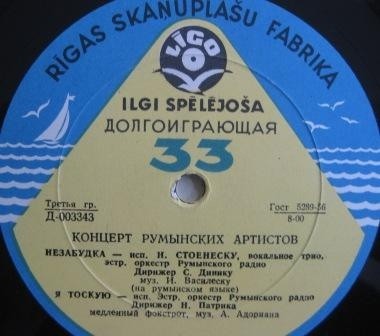 RĪGAS SKAŅUPLAŠU FABRIKA
LĪGO
ILGI SPĒLĒJOŠA
ДОЛГОИГРАЮЩАЯ
33
Третья гр.
Д-003343
Гост 5289-56
8-00
КОНЦЕРТ РУМЫНСКИХ АРТИСТОВ
НЕЗАБУДКА — исп. И. СТОЕНЕСКУ, вокальное трио,
эстр. оркестр Румынского радио
Дирижер С. Динику
муз. И. Василеску
(на румынском языке)
Я ТОСКУЮ — исп. Эстр. оркестр Румынского радио
Дирижер Н. Патрика
медленный фокстрот, муз. А. Адориана